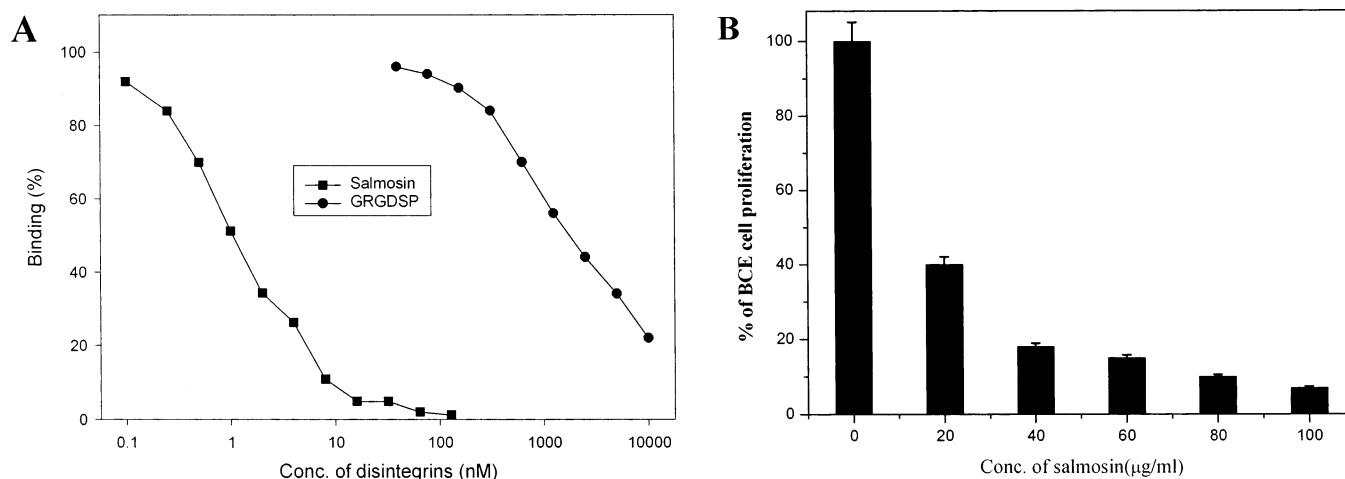 A
Binding (%)
100
80
60
40
20
0
Salmosin
GRGDSP
0.1 1 10 100 1000 10000
Conc. of disintegrins (nM)
B
% of BCE cell proliferation
100
80
60
40
20
0
0 20 40 60 80 100
Conc. of salmosin(µg/ml)